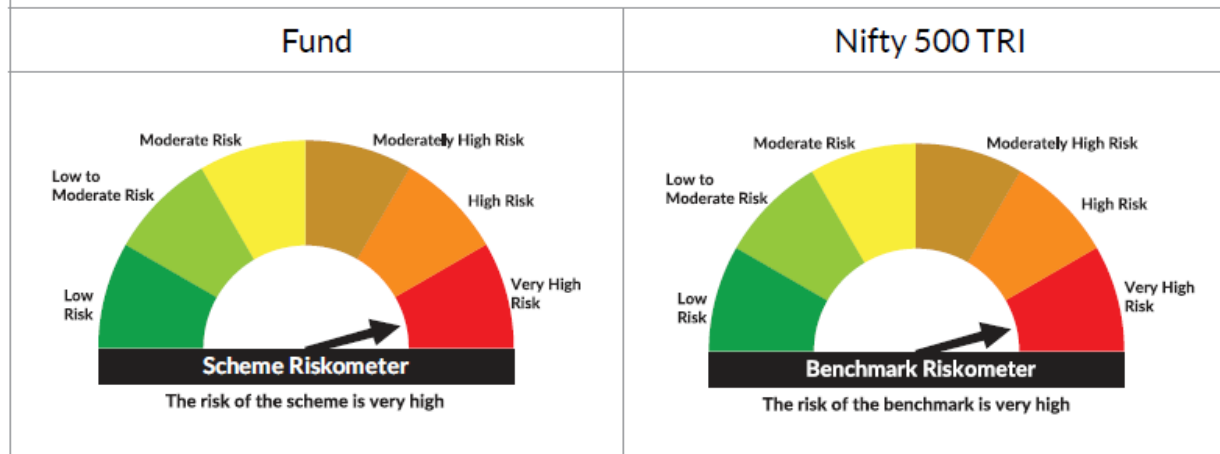 Fund
Nifty 500 TRI
Moderate Risk
Moderately High Risk
Low to
Moderate Risk
High Risk
Low
Risk
Very High
Risk
Scheme Riskometer
The risk of the scheme is very high
Moderate Risk
Moderately High Risk
Low to
Moderate Risk
High Risk
Low
Risk
Very High
Risk
Benchmark Riskometer
The risk of the benchmark is very high